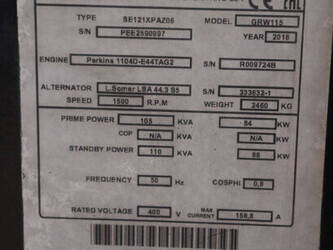 TYPE SE121XPAZ06 MODEL GRW115
S/N PEE2590997 YEAR 2018
ENGINE Perkins 1104D-E44TAG2 S/N R009724B
ALTERNATOR L.Somer LSA 44.3 S5 S/N 333632-1
SPEED 1500 R.P.M WEIGHT 2460 KG
PRIME POWER 105 KVA 84 KW
COP N/A KVA N/A KW
STANDBY POWER 110 KVA 88 KW
FREQUENCY 50 Hz COSPHI 0,8
RATED VOLTAGE 400 V MAX. CURRENT 158,8 A